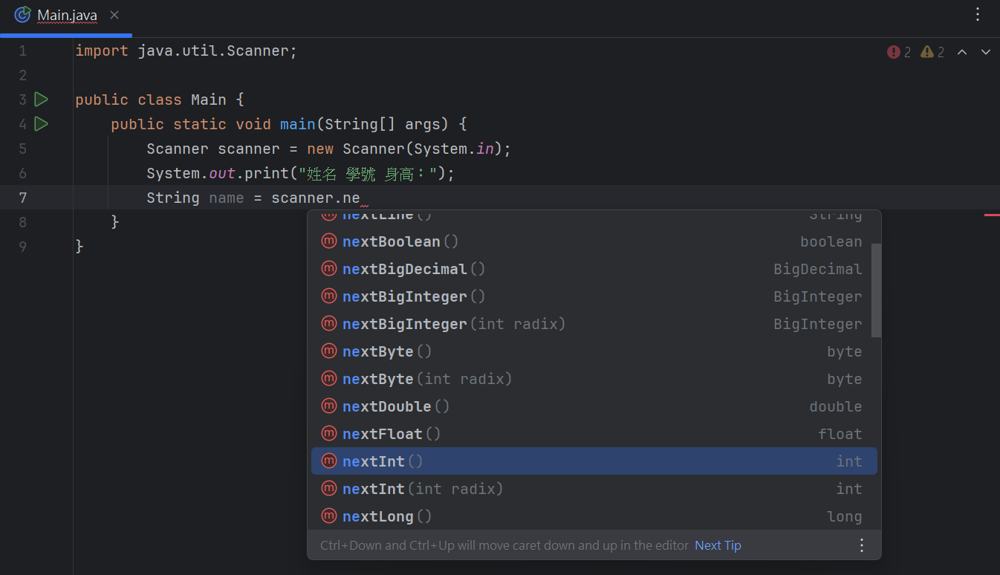 Main.java
2 2
1 import java.util.Scanner;
2
3 public class Main {
4 public static void main(String[] args) {
5 Scanner scanner = new Scanner(System.in);
6 System.out.print("姓名 學號 身高：");
7 String name = scanner.ne
8 }
9 }
m nextLine() String
m nextBoolean() boolean
m nextBigDecimal() BigDecimal
m nextBigInteger() BigInteger
m nextBigInteger(int radix) BigInteger
m nextByte() byte
m nextByte(int radix) byte
m nextDouble() double
m nextFloat() float
m nextInt() int
m nextInt(int radix) int
m nextLong() long
Ctrl+Down and Ctrl+Up will move caret down and up in the editor Next Tip